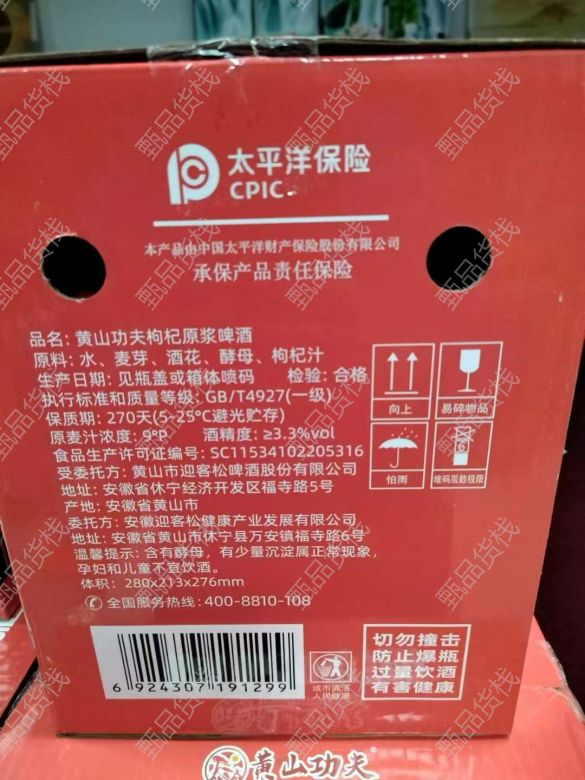 太平洋保险
CPIC
本产品由中国太平洋财产保险股份有限公司
承保产品责任保险
品名: 黄山功夫枸杞原浆啤酒
原料: 水、麦芽、酒花、酵母、枸杞汁
生产日期: 见瓶盖或箱体喷码 检验: 合格
执行标准和质量等级: GB/T4927(一级)
保质期: 270天(5-25°C避光贮存)
原麦汁浓度: 9°P 酒精度: ≥3.3%vol
食品生产许可证编号: SC11534102205316
受委托方: 黄山市迎客松啤酒股份有限公司
地址: 安徽省休宁经济开发区福寺路5号
产地: 安徽省黄山市
委托方: 安徽迎客松健康产业发展有限公司
地址: 安徽省黄山市休宁县万安镇福寺路6号
温馨提示: 含有酵母，有少量沉淀属正常现象，
孕妇和儿童不宜饮酒。
体积: 280x213x276mm
全国服务热线: 400-8810-108
向上
易碎物品
怕雨
6
堆码层数极限
6 924307 191299
城市清洁
人民健康
切勿撞击
防止爆瓶
过量饮酒
有害健康
黄山功夫
甄品货栈